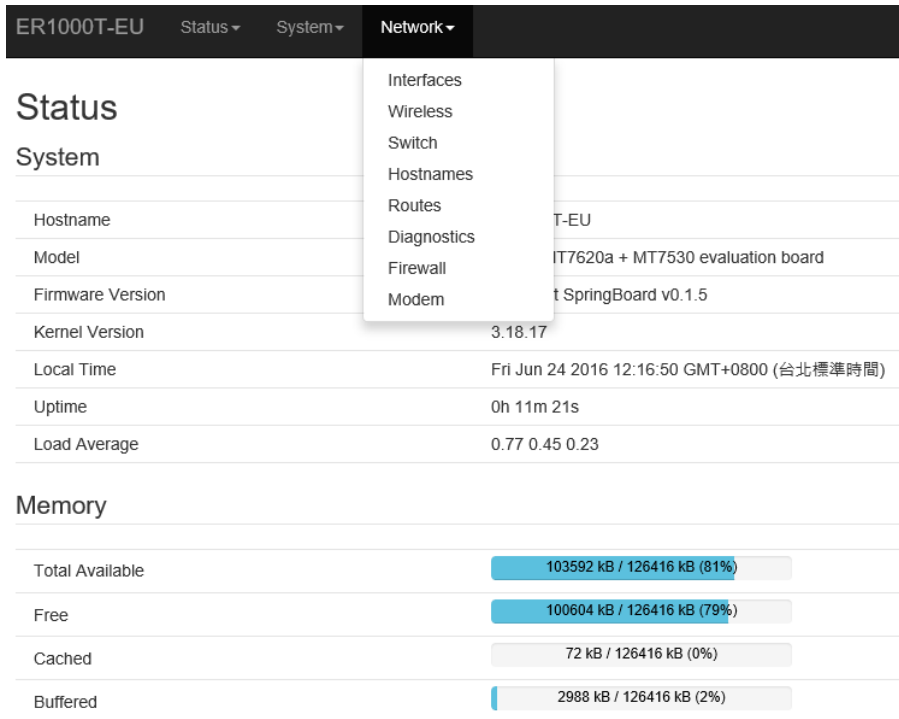 ER1000T-EU Status System Network
Interfaces
Wireless
Switch
Hostnames
Routes
Diagnostics
Firewall
Modem
Status
System
Hostname T-EU
Model MT7620a + MT7530 evaluation board
Firmware Version t SpringBoard v0.1.5
Kernel Version 3.18.17
Local Time Fri Jun 24 2016 12:16:50 GMT+0800 (台北標準時間)
Uptime 0h 11m 21s
Load Average 0.77 0.45 0.23
Memory
Total Available 103592 kB / 126416 kB (81%)
Free 100604 kB / 126416 kB (79%)
Cached 72 kB / 126416 kB (0%)
Buffered 2988 kB / 126416 kB (2%)